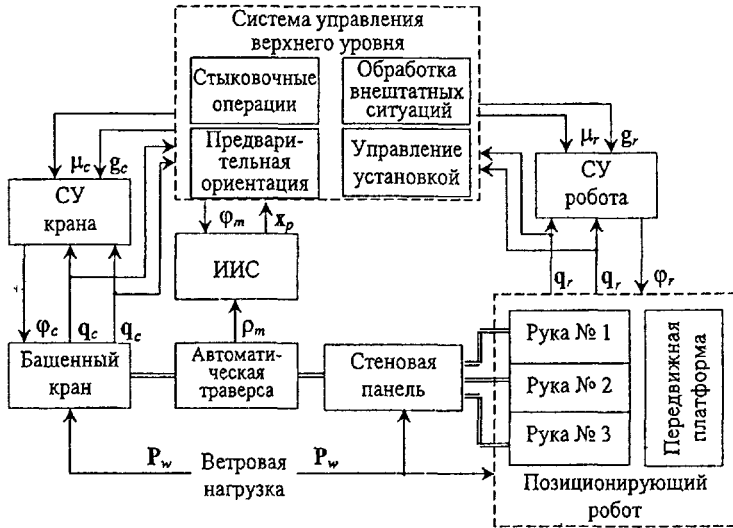 Система управления
верхнего уровня
Стыковочные
операции
Обработка
внештатных
ситуаций
Предвари-
тельная
ориентация
Управление
установкой
μc gc
μr gr
СУ
крана
СУ
робота
φm xp
ИИС
φc qc qc
ρm
qr qr φr
Башенный
кран
Автомати-
ческая
траверса
Стеновая
панель
Рука № 1
Рука № 2
Рука № 3
Передвижная
платформа
Pw Ветровая Pw
нагрузка
Позиционирующий
робот